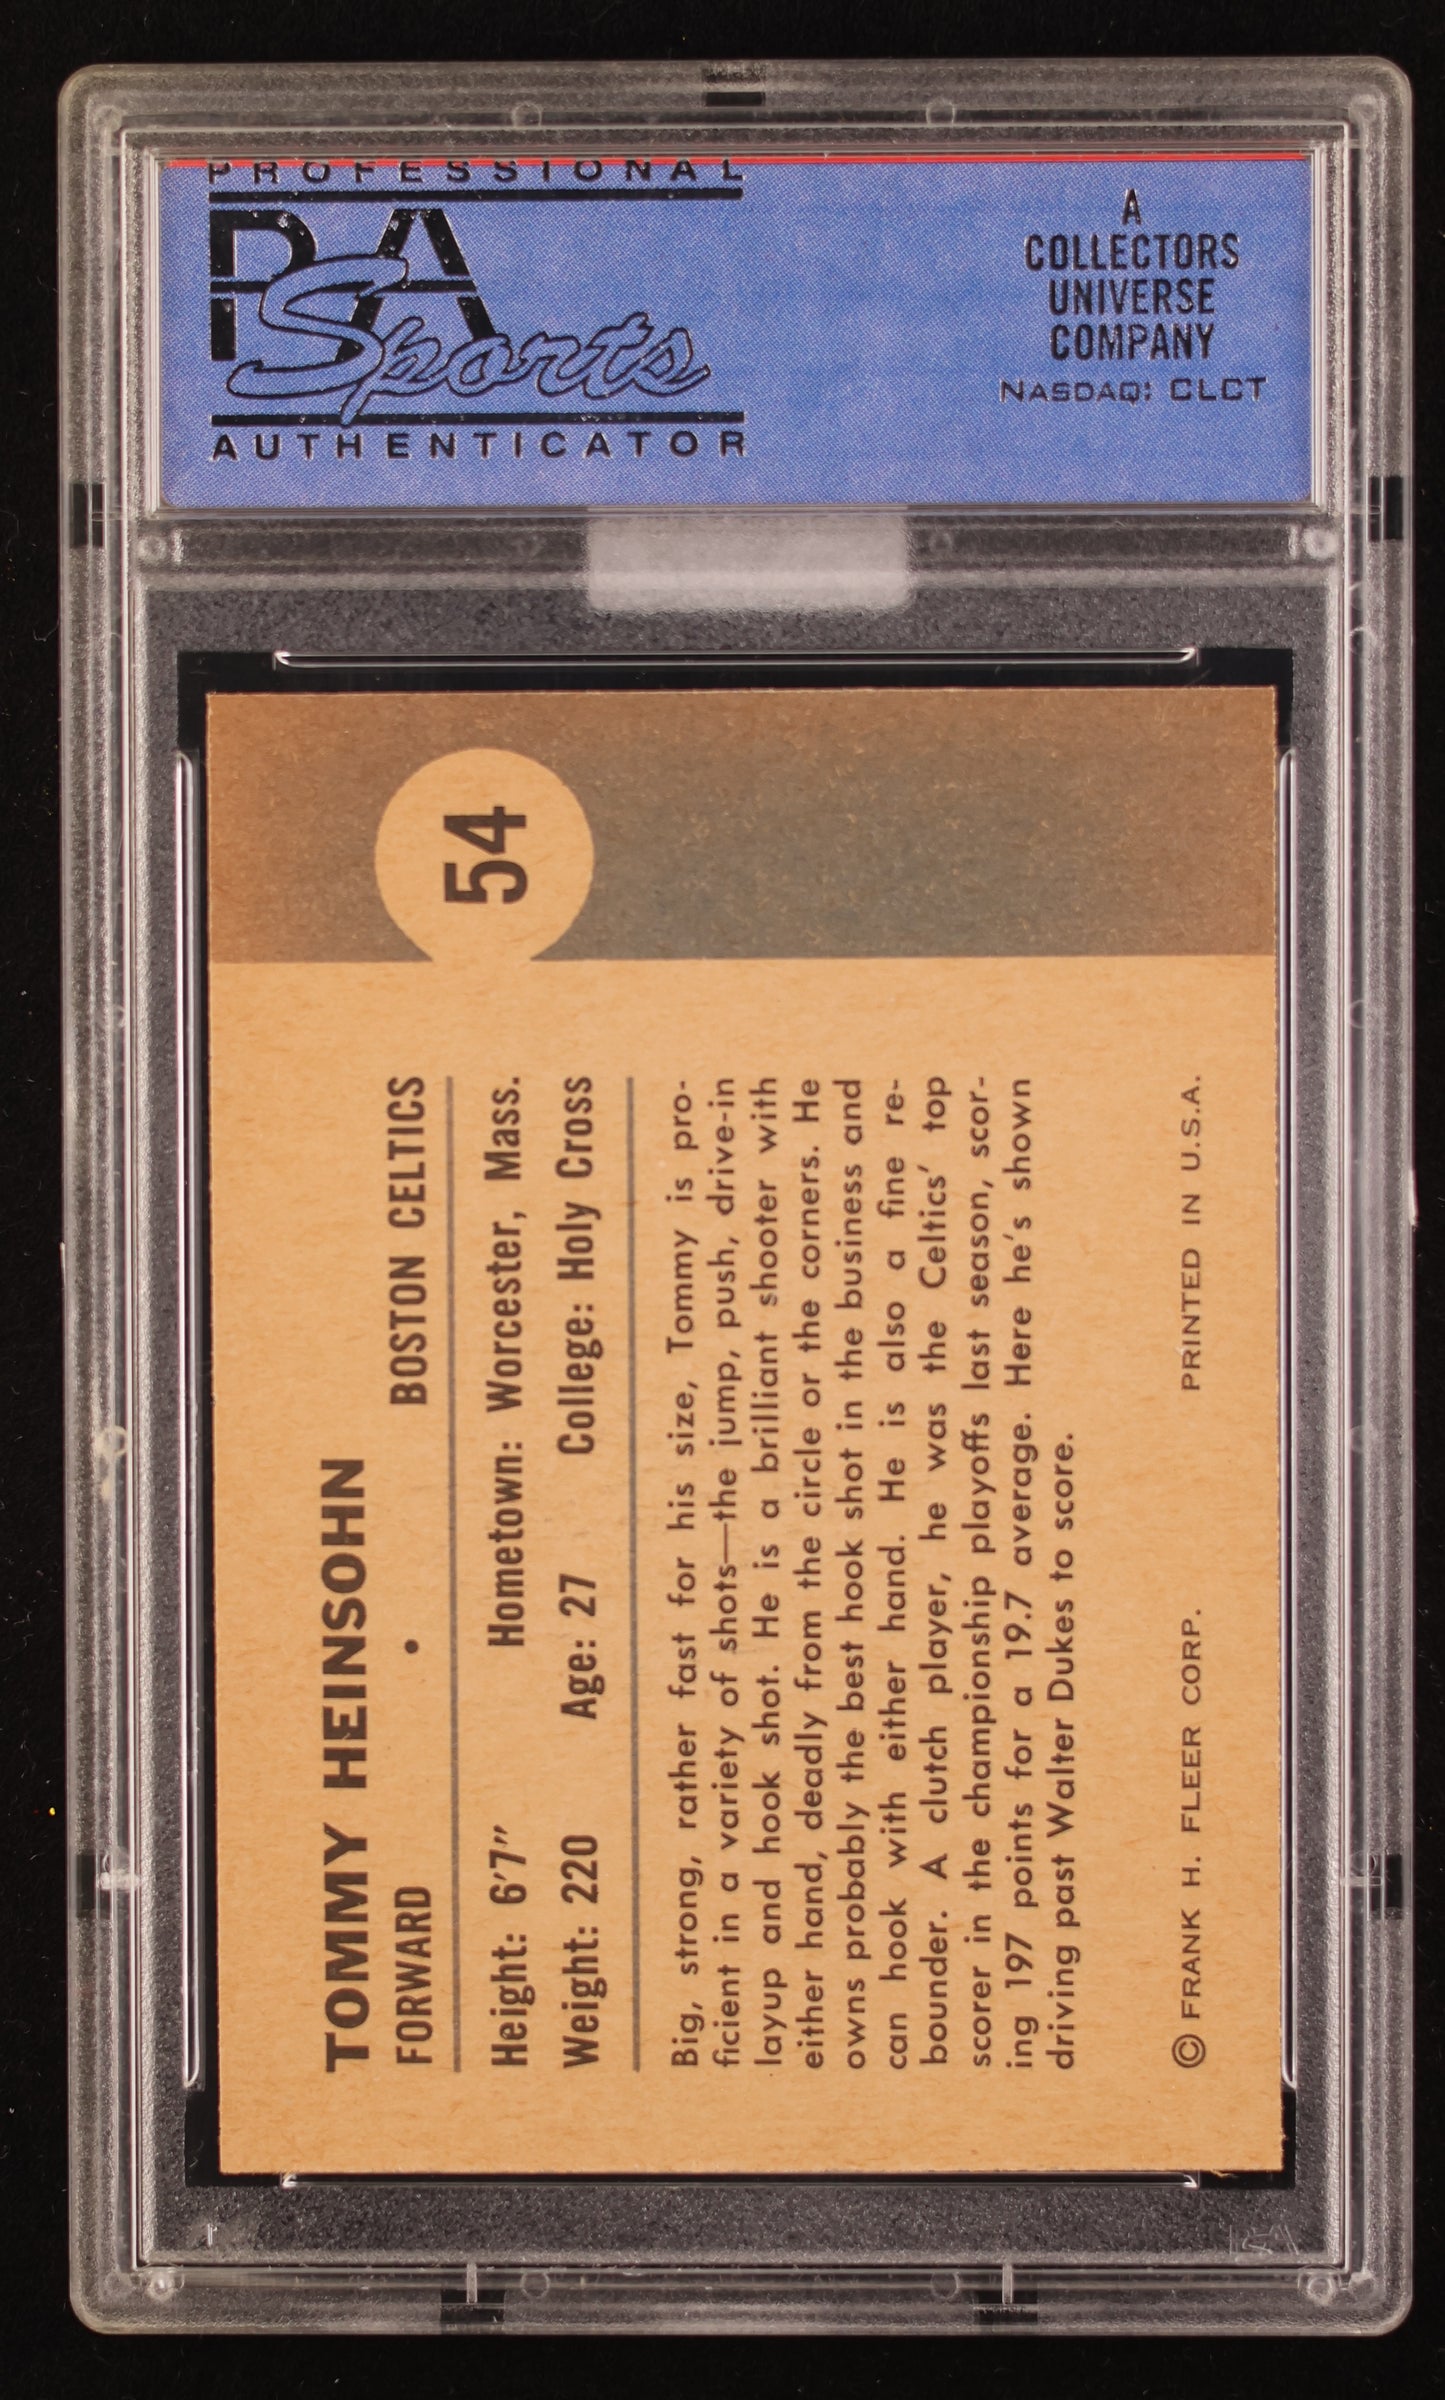 PROFESSIONAL
PSA
Sports
AUTHENTICATOR
A
COLLECTORS
UNIVERSE
COMPANY
NASDAQ: CLCT
54
TOMMY HEINSOHN
FORWARD • BOSTON CELTICS
Height: 6'7" Hometown: Worcester, Mass.
Weight: 220 Age: 27 College: Holy Cross
Big, strong, rather fast for his size, Tommy is pro-
ficient in a variety of shots—the jump, push, drive-in
layup and hook shot. He is a brilliant shooter with
either hand, deadly from the circle or the corners. He
owns probably the best hook shot in the business and
can hook with either hand. He is also a fine re-
bounder. A clutch player, he was the Celtics' top
scorer in the championship playoffs last season, scor-
ing 197 points for a 19.7 average. Here he's shown
driving past Walter Dukes to score.
© FRANK H. FLEER CORP. PRINTED IN U.S.A.